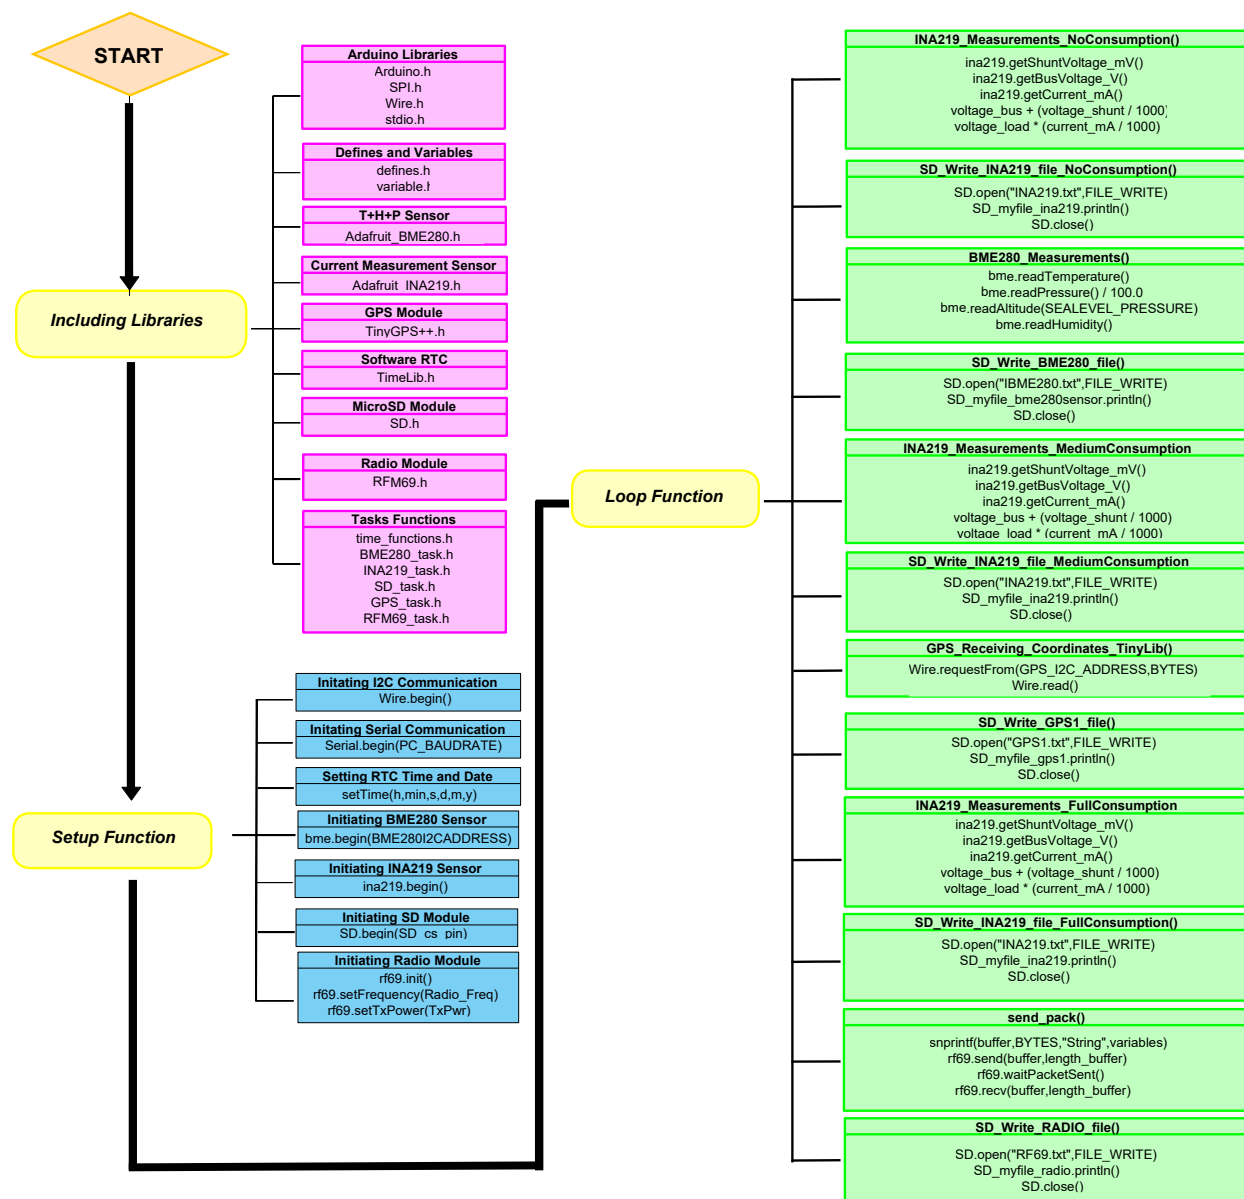 START
Arduino Libraries
Arduino.h
SPI.h
Wire.h
stdio.h
Defines and Variables
defines.h
variable.h
T+H+P Sensor
Adafruit_BME280.h
Current Measurement Sensor
Adafruit_INA219.h
Including Libraries
GPS Module
TinyGPS++.h
Software RTC
TimeLib.h
MicroSD Module
SD.h
Radio Module
RFM69.h
Tasks Functions
time_functions.h
BME280_task.h
INA219_task.h
SD_task.h
GPS_task.h
RFM69_task.h
Initating I2C Communication
Wire.begin()
Initating Serial Communication
Serial.begin(PC_BAUDRATE)
Setting RTC Time and Date
setTime(h,min,s,d,m,y)
Setup Function
Initiating BME280 Sensor
bme.begin(BME280I2CADDRESS)
Initiating INA219 Sensor
ina219.begin()
Initiating SD Module
SD.begin(SD_cs_pin)
Initiating Radio Module
rf69.init()
rf69.setFrequency(Radio_Freq)
rf69.setTxPower(TxPwr)
Loop Function
INA219_Measurements_NoConsumption()
ina219.getShuntVoltage_mV()
ina219.getBusVoltage_V()
ina219.getCurrent_mA()
voltage_bus + (voltage_shunt / 1000)
voltage_load * (current_mA / 1000)
SD_Write_INA219_file_NoConsumption()
SD.open("INA219.txt",FILE_WRITE)
SD_myfile_ina219.println()
SD.close()
BME280_Measurements()
bme.readTemperature()
bme.readPressure() / 100.0
bme.readAltitude(SEALEVEL_PRESSURE)
bme.readHumidity()
SD_Write_BME280_file()
SD.open("IBME280.txt",FILE_WRITE)
SD_myfile_bme280sensor.println()
SD.close()
INA219_Measurements_MediumConsumption
ina219.getShuntVoltage_mV()
ina219.getBusVoltage_V()
ina219.getCurrent_mA()
voltage_bus + (voltage_shunt / 1000)
voltage_load * (current_mA / 1000)
SD_Write_INA219_file_MediumConsumption
SD.open("INA219.txt",FILE_WRITE)
SD_myfile_ina219.println()
SD.close()
GPS_Receiving_Coordinates_TinyLib()
Wire.requestFrom(GPS_I2C_ADDRESS,BYTES)
Wire.read()
SD_Write_GPS1_file()
SD.open("GPS1.txt",FILE_WRITE)
SD_myfile_gps1.println()
SD.close()
INA219_Measurements_FullConsumption
ina219.getShuntVoltage_mV()
ina219.getBusVoltage_V()
ina219.getCurrent_mA()
voltage_bus + (voltage_shunt / 1000)
voltage_load * (current_mA / 1000)
SD_Write_INA219_file_FullConsumption()
SD.open("INA219.txt",FILE_WRITE)
SD_myfile_ina219.println()
SD.close()
send_pack()
snprintf(buffer,BYTES,"String",variables)
rf69.send(buffer,length_buffer)
rf69.waitPacketSent()
rf69.recv(buffer,length_buffer)
SD_Write_RADIO_file()
SD.open("RF69.txt",FILE_WRITE)
SD_myfile_radio.println()
SD.close()